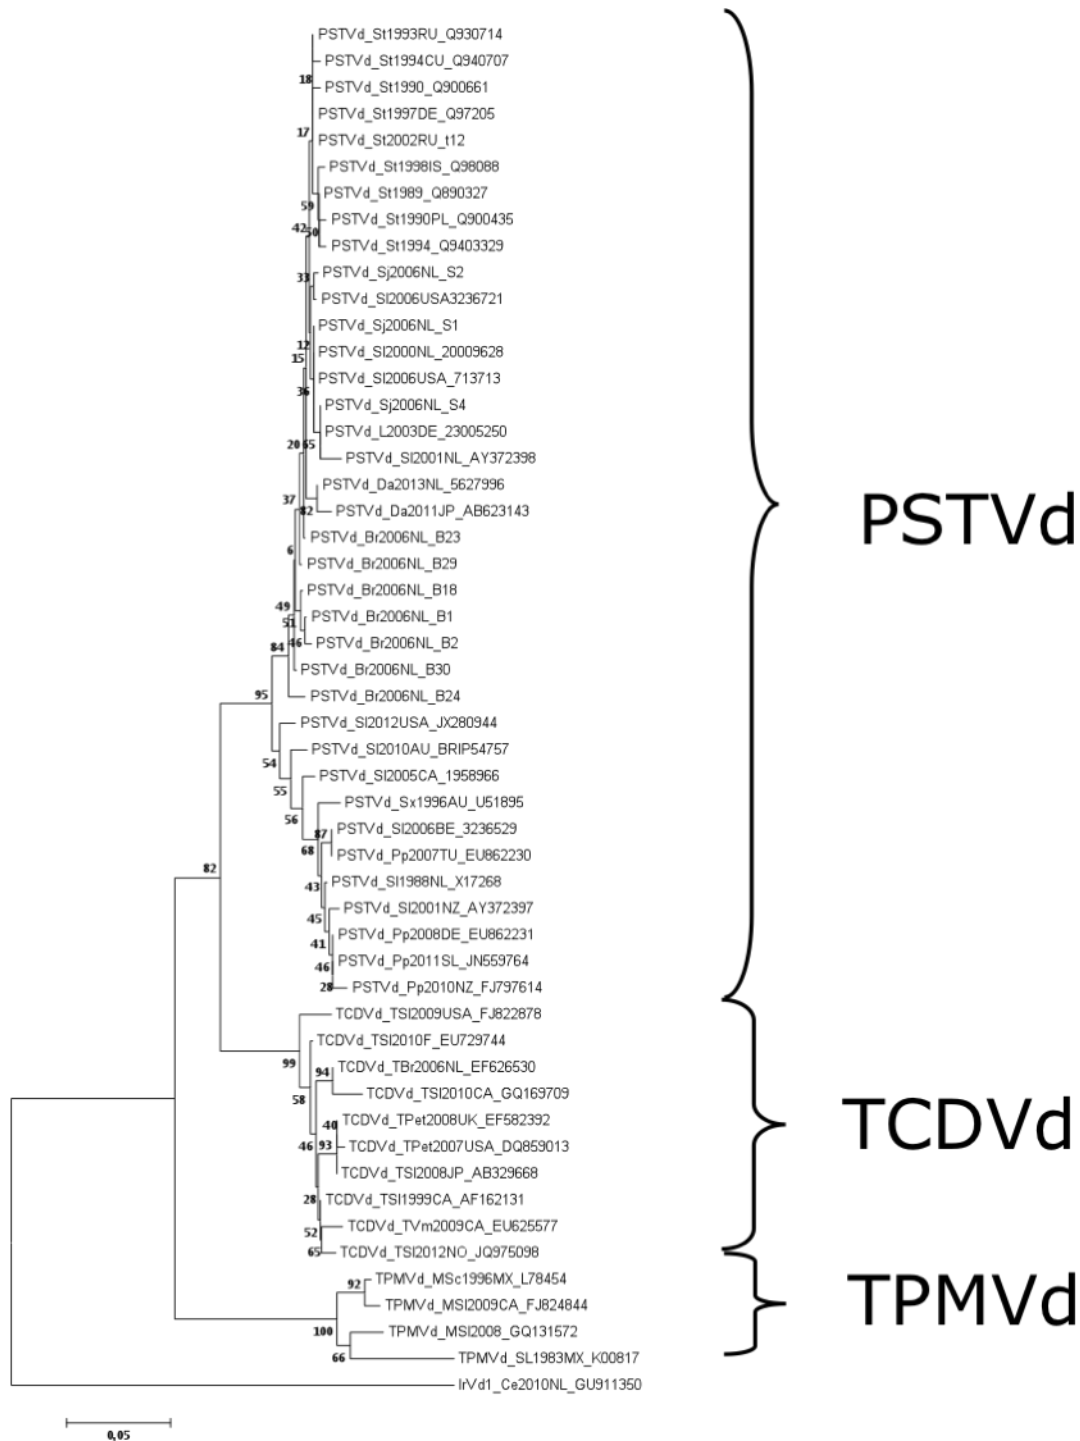 PSTVd_St1993RU_Q930714
PSTVd_St1994CU_Q940707
18
PSTVd_St1990_Q900661
PSTVd_St1997DE_Q97205
17
PSTVd_St2002RU_t12
PSTVd_St1998IS_Q98088
PSTVd_St1989_Q890327
59
PSTVd_St1990PL_Q900435
42
50
PSTVd_St1994_Q9403329
PSTVd_Sj2006NL_S2
33
PSTVd_Sl2006USA3236721
PSTVd_Sj2006NL_S1
12
PSTVd_Sl2000NL_20009628
15
PSTVd_Sl2006USA_713713
36
PSTVd_Sj2006NL_S4
PSTVd_L2003DE_23005250
20
65
PSTVd_Sl2001NL_AY372398
PSTVd_Da2013NL_5627996
37
82
PSTVd_Da2011JP_AB623143
PSTVd
PSTVd_Br2006NL_B23
6
PSTVd_Br2006NL_B29
PSTVd_Br2006NL_B18
49
PSTVd_Br2006NL_B1
51
PSTVd_Br2006NL_B2
46
84
PSTVd_Br2006NL_B30
95
PSTVd_Br2006NL_B24
PSTVd_Sl2012USA_JX280944
PSTVd_Sl2010AU_BRIP54757
54
PSTVd_Sl2005CA_1958966
55
PSTVd_Sx1996AU_U51895
56
PSTVd_Sl2006BE_3236529
87
68
PSTVd_Pp2007TU_EU862230
82
PSTVd_Sl1988NL_X17268
43
PSTVd_Sl2001NZ_AY372397
45
PSTVd_Pp2008DE_EU862231
41
PSTVd_Pp2011SL_JN559764
46
PSTVd_Pp2010NZ_FJ797614
28
TCDVd_TSl2009USA_FJ822878
TCDVd_TSl2010F_EU729744
99
TCDVd_TBr2006NL_EF626530
94
TCDVd_TSl2010CA_GQ169709
58
TCDVd_TPet2008UK_EF582392
40
TCDVd
TCDVd_TPet2007USA_DQ859013
46
93
TCDVd_TSl2008JP_AB329668
TCDVd_TSl1999CA_AF162131
28
TCDVd_TVm2009CA_EU625577
52
TCDVd_TSl2012NO_JQ975098
65
TPMVd_MSc1996MX_L78454
92
TPMVd_MSl2009CA_FJ824844
TPMVd
TPMVd_MSl2008_GQ131572
100
TPMVd_SL1983MX_K00817
66
IrVd1_Ce2010NL_GU911350
0,05